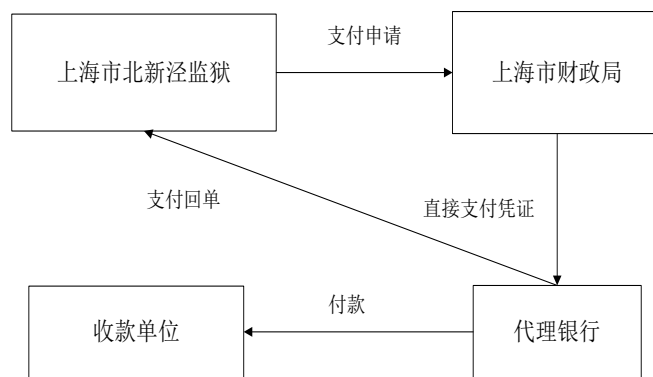 支付申请
上海市北新泾监狱
上海市财政局
支付回单
直接支付凭证
付款
收款单位
代理银行